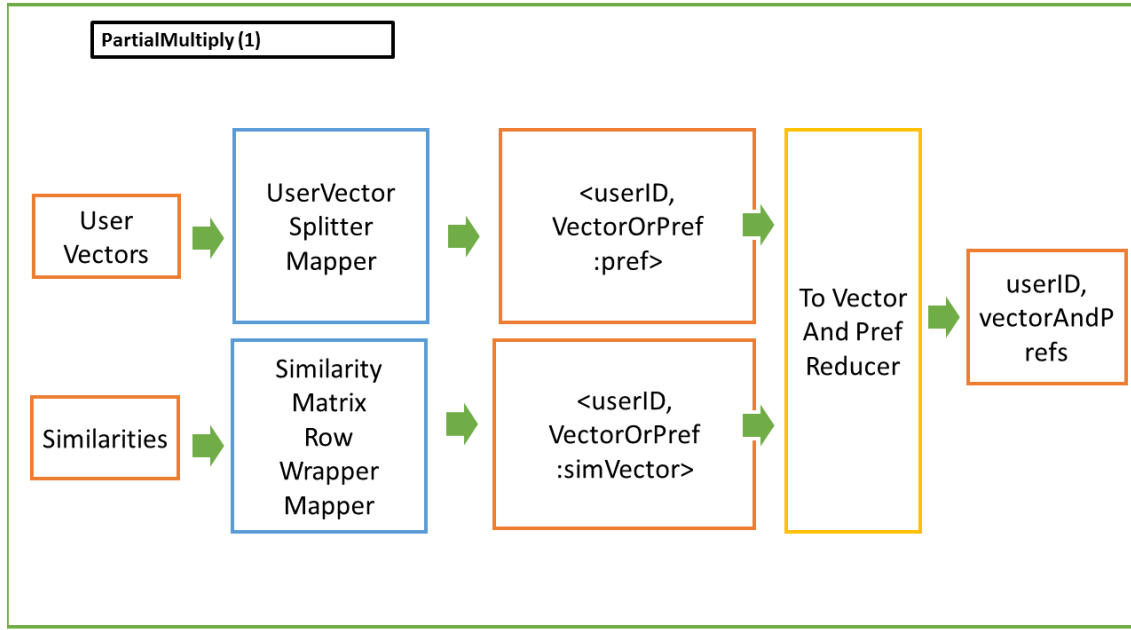 PartialMultiply (1)
User
Vectors
UserVector
Splitter
Mapper
<userID,
VectorOrPref
:pref>
Similarities
Similarity
Matrix
Row
Wrapper
Mapper
<userID,
VectorOrPref
:simVector>
To Vector
And Pref
Reducer
userID,
vectorAndP
refs